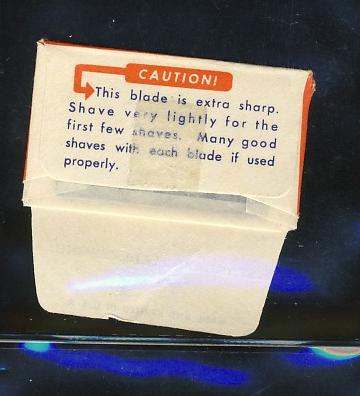 CAUTION!
This blade is extra sharp.
Shave very lightly for the
first few shaves. Many good
shaves with each blade if used
properly.